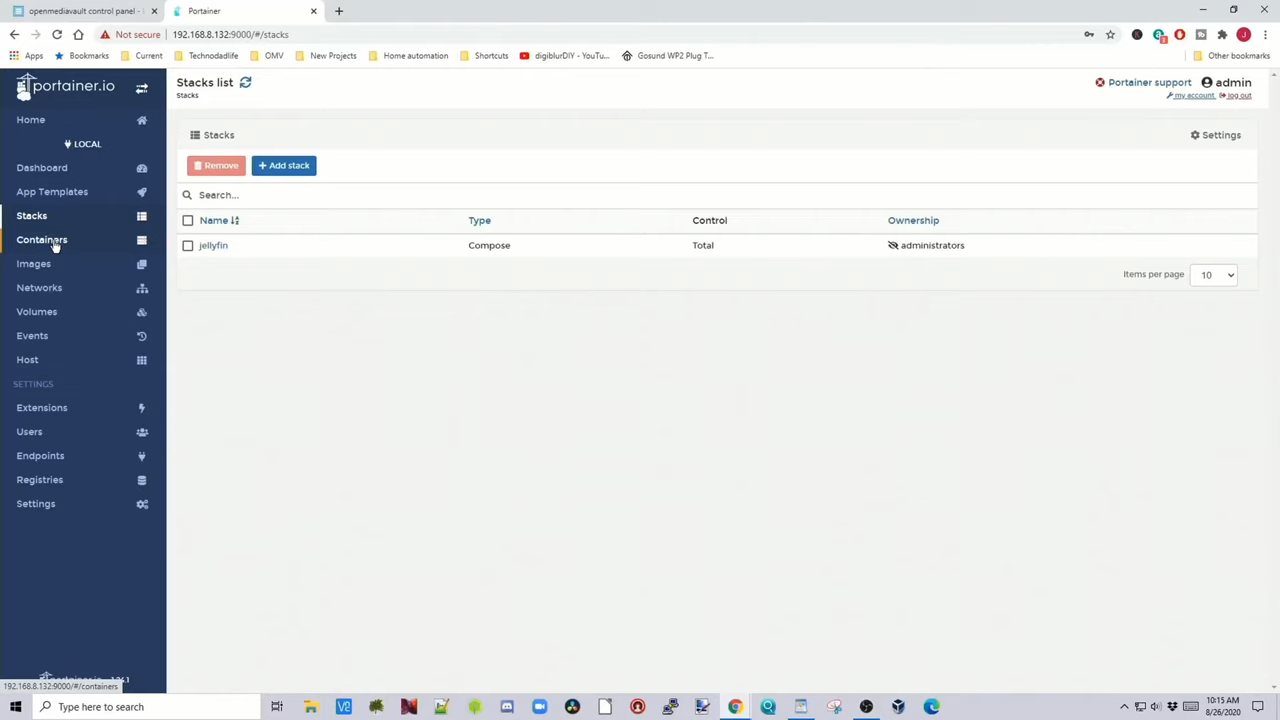 openmediavault control panel -
Portainer
Not secure
192.168.8.132:9000/#/stacks
Apps
Bookmarks
Current
Technodadlife
OMV
New Projects
Home automation
Shortcuts
digiblurDIY - YouTu...
Gosund WP2 Plug T...
Other bookmarks
portainer.io
Stacks list
Stacks
Portainer support
admin
my account
log out
Home
LOCAL
Dashboard
App Templates
Stacks
Containers
Images
Networks
Volumes
Events
Host
SETTINGS
Extensions
Users
Endpoints
Registries
Settings
Stacks
Settings
Remove
+ Add stack
Search...
Name
Type
Control
Ownership
jellyfin
Compose
Total
administrators
Items per page
10
192.168.8.132:9000/#/containers
Type here to search
10:15 AM
8/26/2020